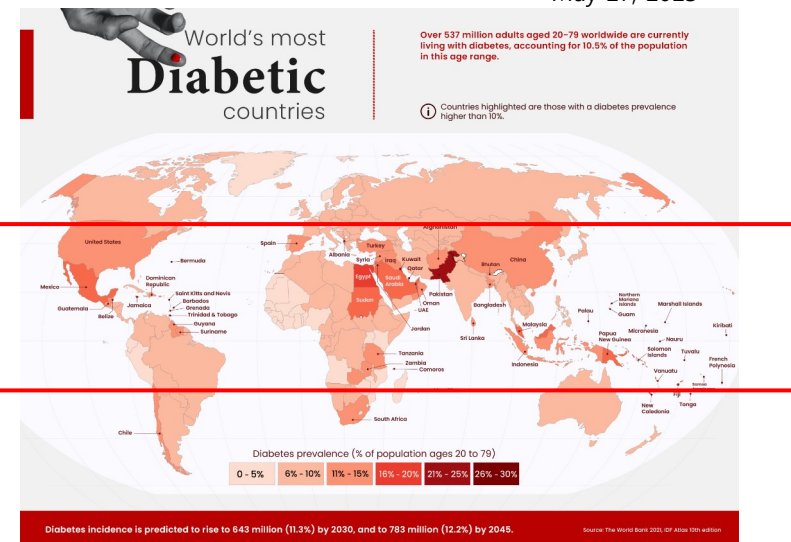 World's most
Diabetic
countries
Over 537 million adults aged 20-79 worldwide are currently
living with diabetes, accounting for 10.5% of the population
in this age range.
i
Countries highlighted are those with a diabetes prevalence
higher than 10%.
Afghanistan
United States
Spain
Turkey
Albania
Syria
Iraq
Kuwait
Qatar
Bhutan
China
Bermuda
Mexico
Dominican
Republic
Egypt
Saudi
Arabia
Pakistan
Oman
UAE
Bangladesh
Saint Kitts and Nevis
Barbados
Grenada
Trinidad & Tobago
Guatemala
Jamaica
Belize
Guyana
Suriname
Sudan
Jordan
Sri Lanka
Malaysia
Northern
Mariana
Islands
Guam
Palau
Marshall Islands
Kiribati
Micronesia
Papua
New Guinea
Nauru
Solomon
Islands
Tuvalu
French
Polynesia
Indonesia
Vanuatu
Tanzania
Zambia
Comoros
Fiji
New
Caledonia
Tonga
South Africa
Chile
Diabetes prevalence (% of population ages 20 to 79)
0 - 5% 6% - 10% 11% - 15% 16% - 20% 21% - 25% 26% - 30%
Diabetes incidence is predicted to rise to 643 million (11.3%) by 2030, and to 783 million (12.2%) by 2045.
Source: The World Bank 2021, IDF Atlas 10th edition